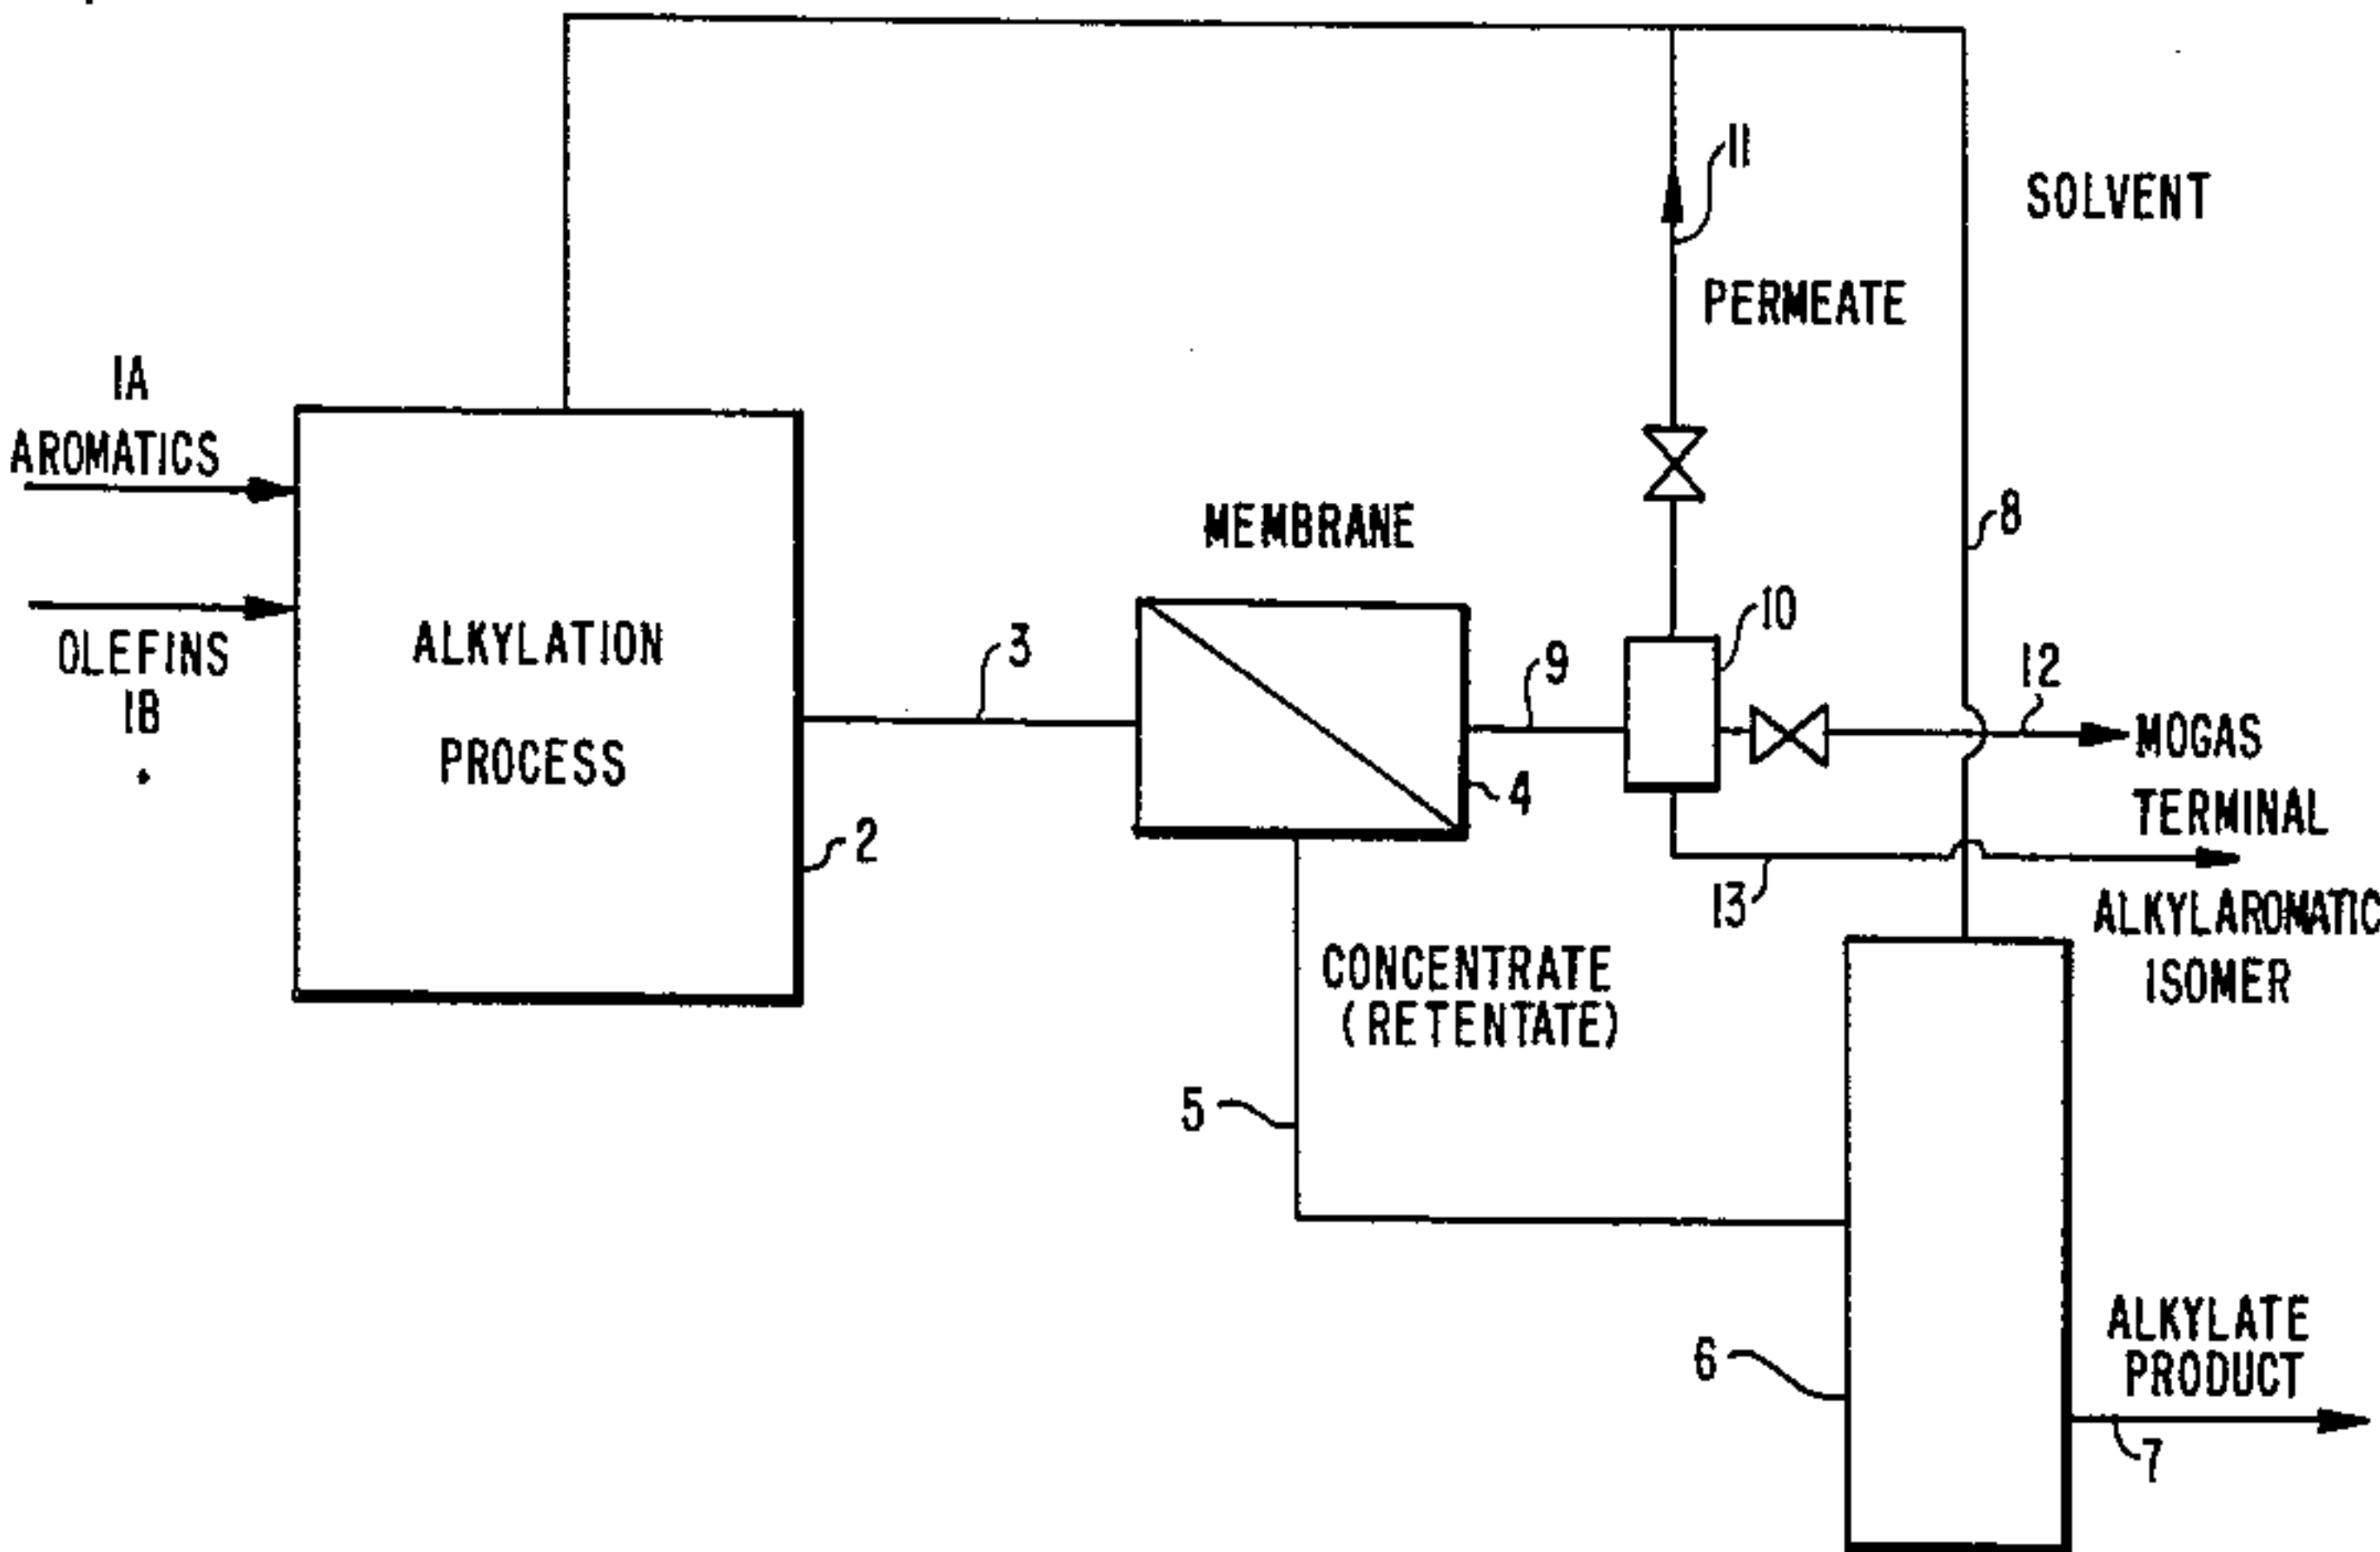 11
SOLVENT
PERMEATE
1A
AROMATICS
8
MEMBRANE
10
OLEFINS
1B
ALKYLATION
PROCESS
3
9
12
MOGAS
4
TERMINAL
2
13
ALKYLAROMATIC
ISOMER
CONCENTRATE
(RETENTATE)
5
6
ALKYLATE
PRODUCT
7